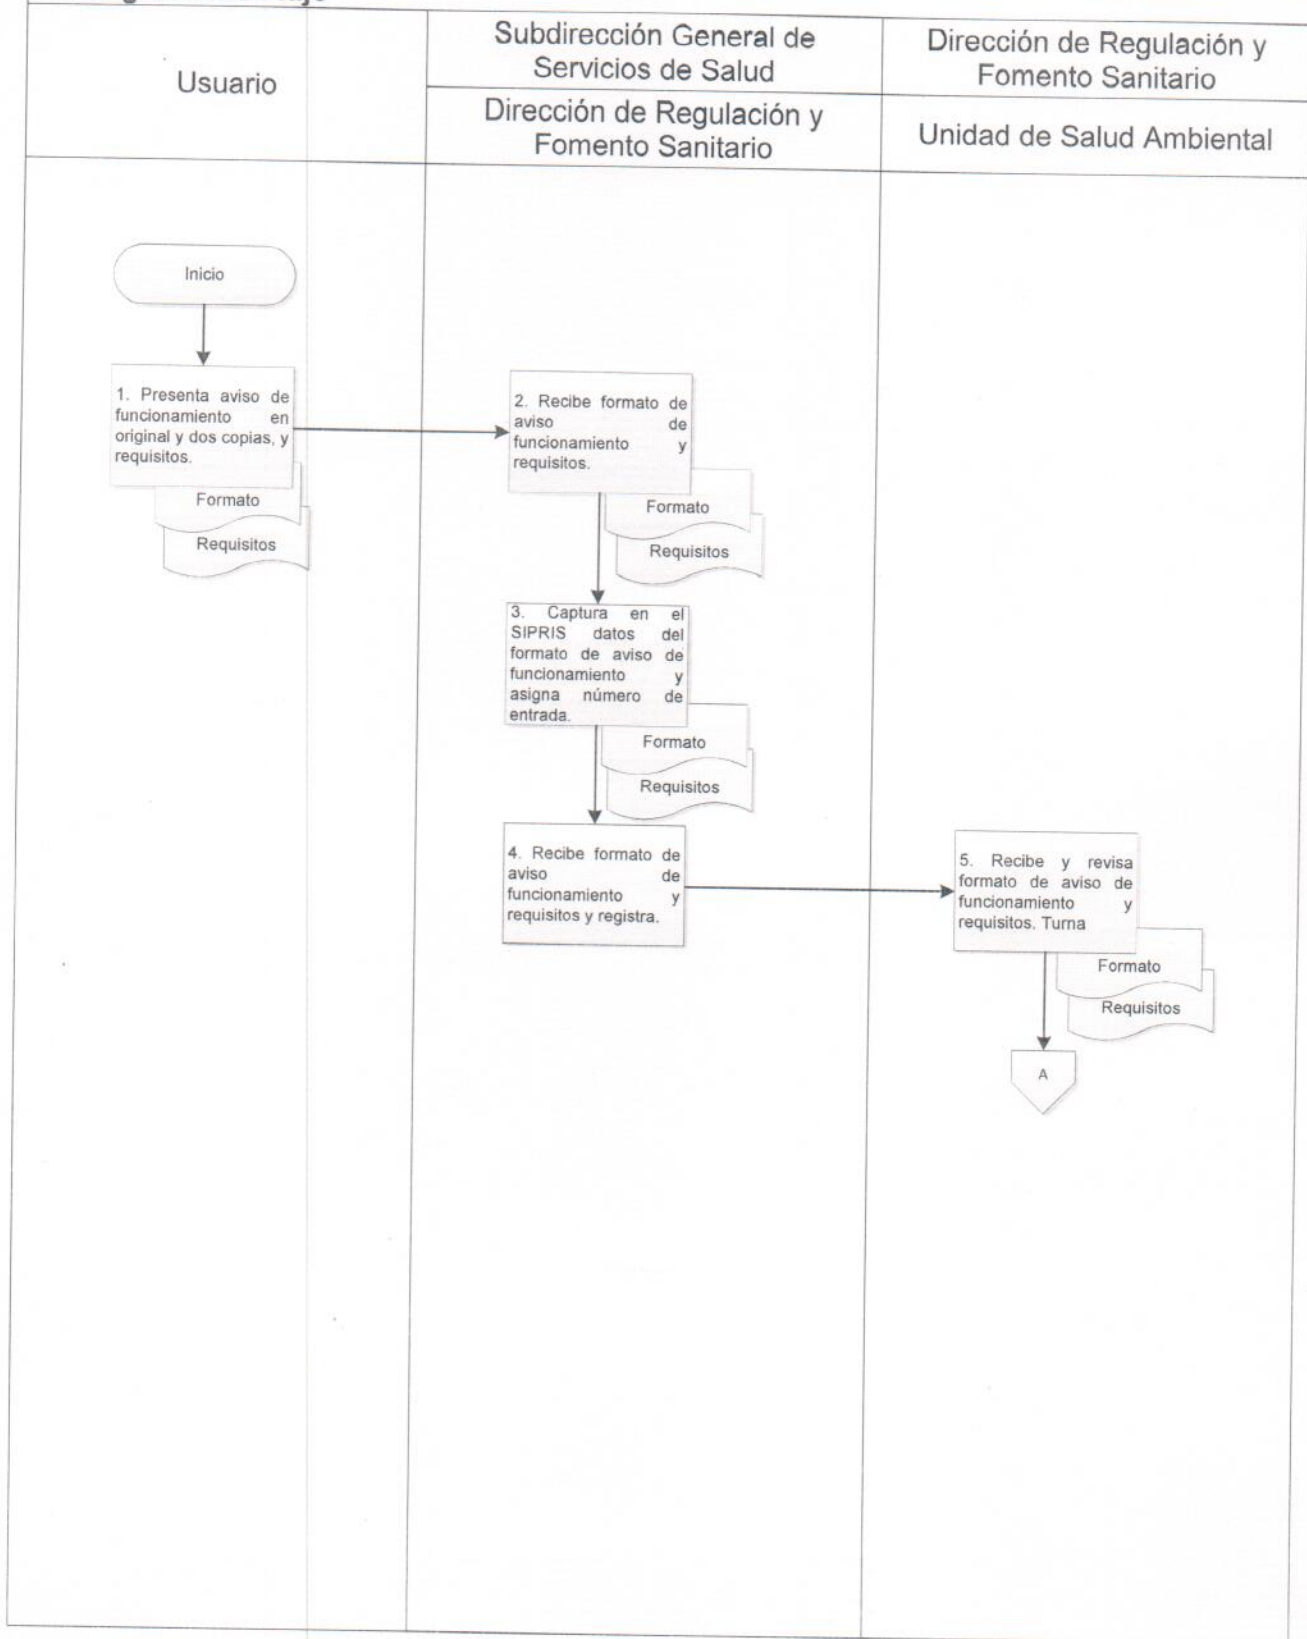 Usuario
Subdirección General de
Servicios de Salud
Dirección de Regulación y
Fomento Sanitario
Dirección de Regulación y
Fomento Sanitario
Unidad de Salud Ambiental
Inicio
1. Presenta aviso de
funcionamiento en
original y dos copias, y
requisitos.
Formato
Requisitos
2. Recibe formato de
aviso de
funcionamiento y
requisitos.
Formato
Requisitos
3. Captura en el
SIPRIS datos del
formato de aviso de
funcionamiento y
asigna número de
entrada.
Formato
Requisitos
4. Recibe formato de
aviso de
funcionamiento y
requisitos y registra.
5. Recibe y revisa
formato de aviso de
funcionamiento y
requisitos. Turna
Formato
Requisitos
A